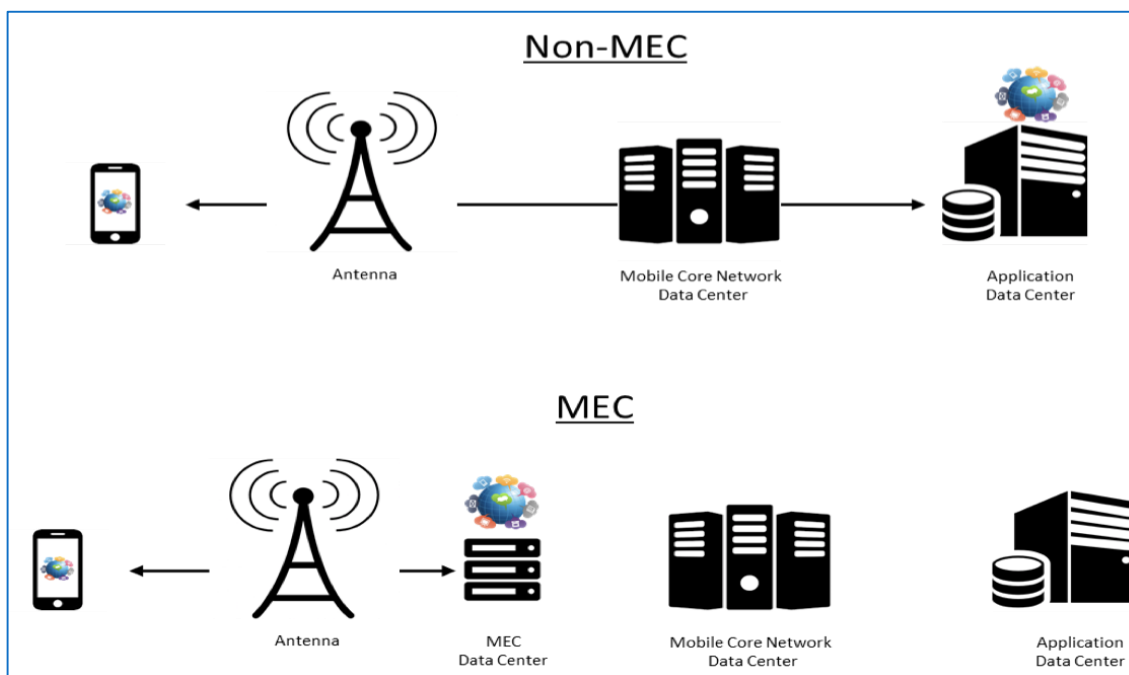 Non-MEC
Antenna
Mobile Core Network
Data Center
Application
Data Center
MEC
Antenna
MEC
Data Center
Mobile Core Network
Data Center
Application
Data Center